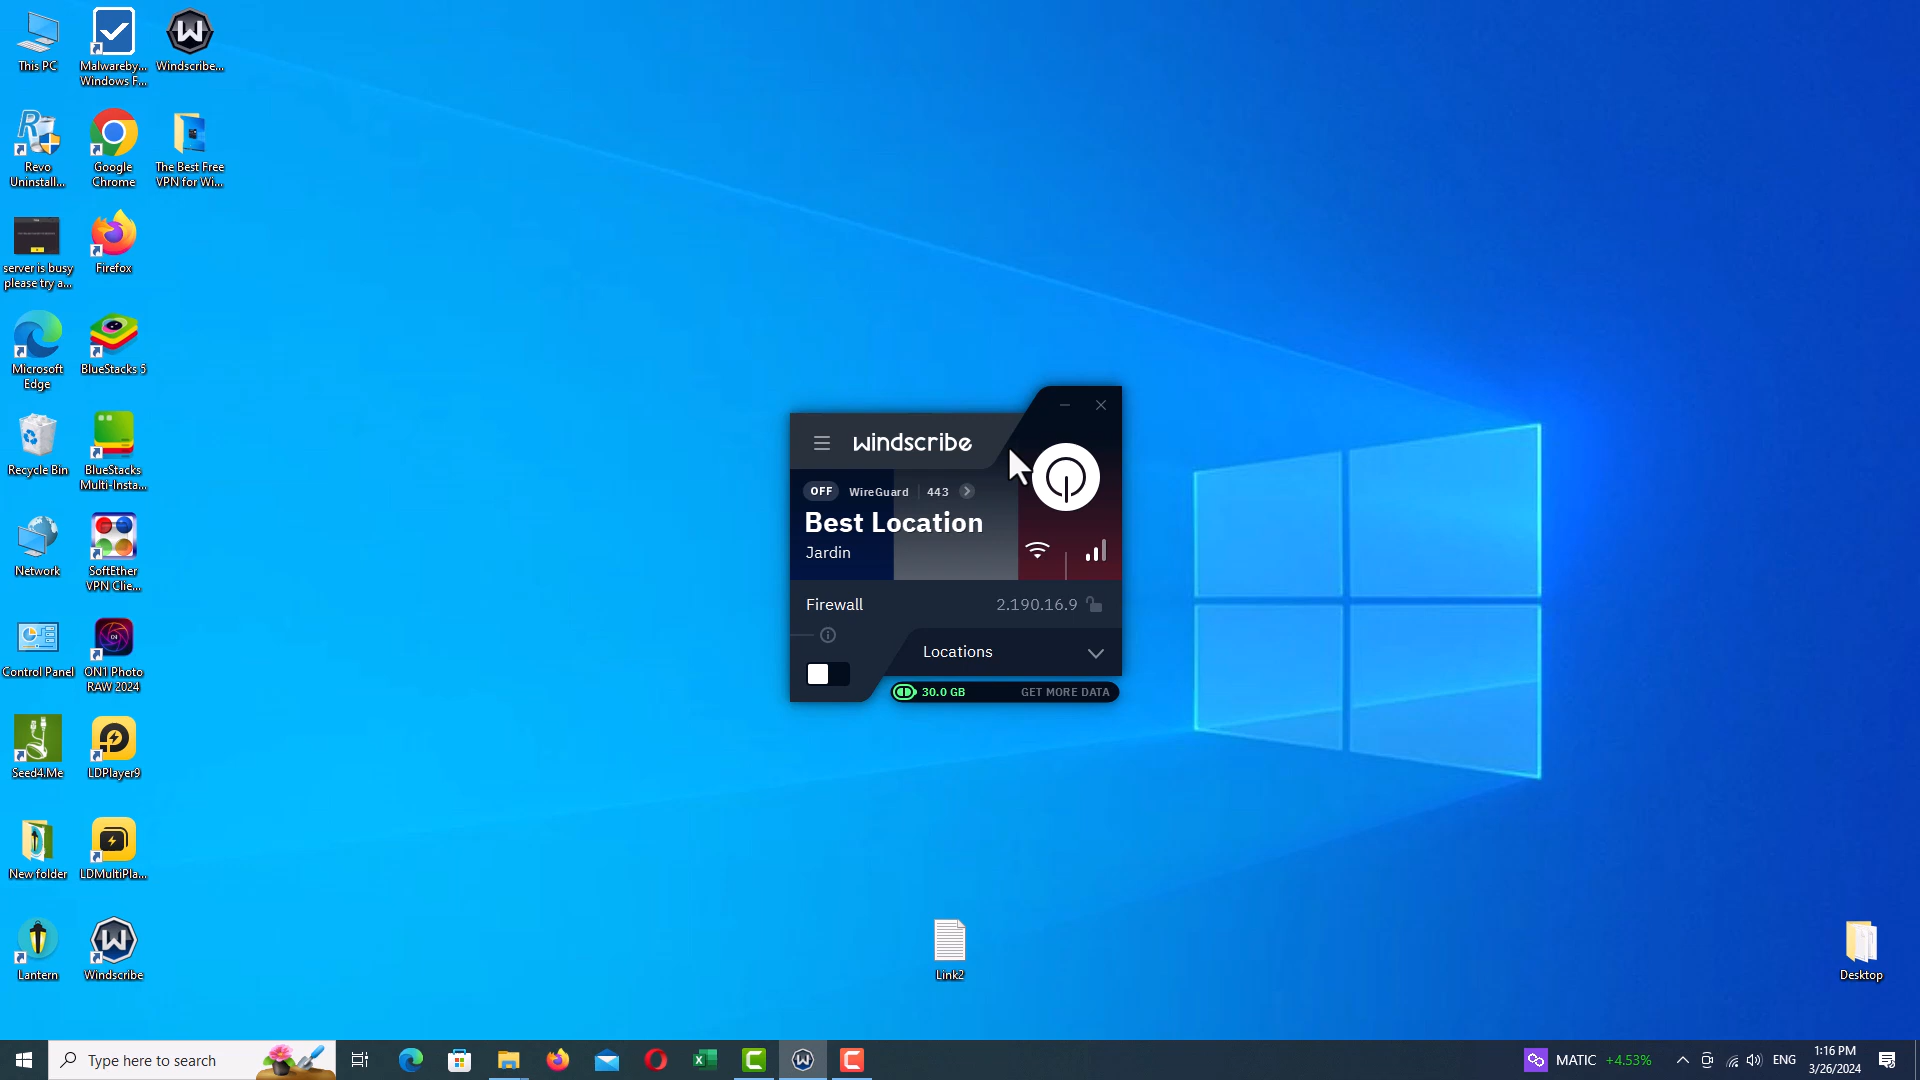 This PC
Malwareby...
Windows F...
Windscribe...
Revo
Uninstall...
Google
Chrome
The Best Free
VPN for Wi...
server is busy
please try a...
Firefox
Microsoft
Edge
BlueStacks 5
Recycle Bin
BlueStacks
Multi-Insta...
Network
SoftEther
VPN Clie...
Control Panel
ON1 Photo
RAW 2024
Seed4.Me
LDPlayer9
New folder
LDMultiPla...
Lantern
Windscribe
windscribe
OFF WireGuard 443
Best Location
Jardin
Firewall 2.190.16.9
Locations
30.0 GB GET MORE DATA
Link2
Desktop
Type here to search
MATIC +4.53%
ENG
1:16 PM
3/26/2024